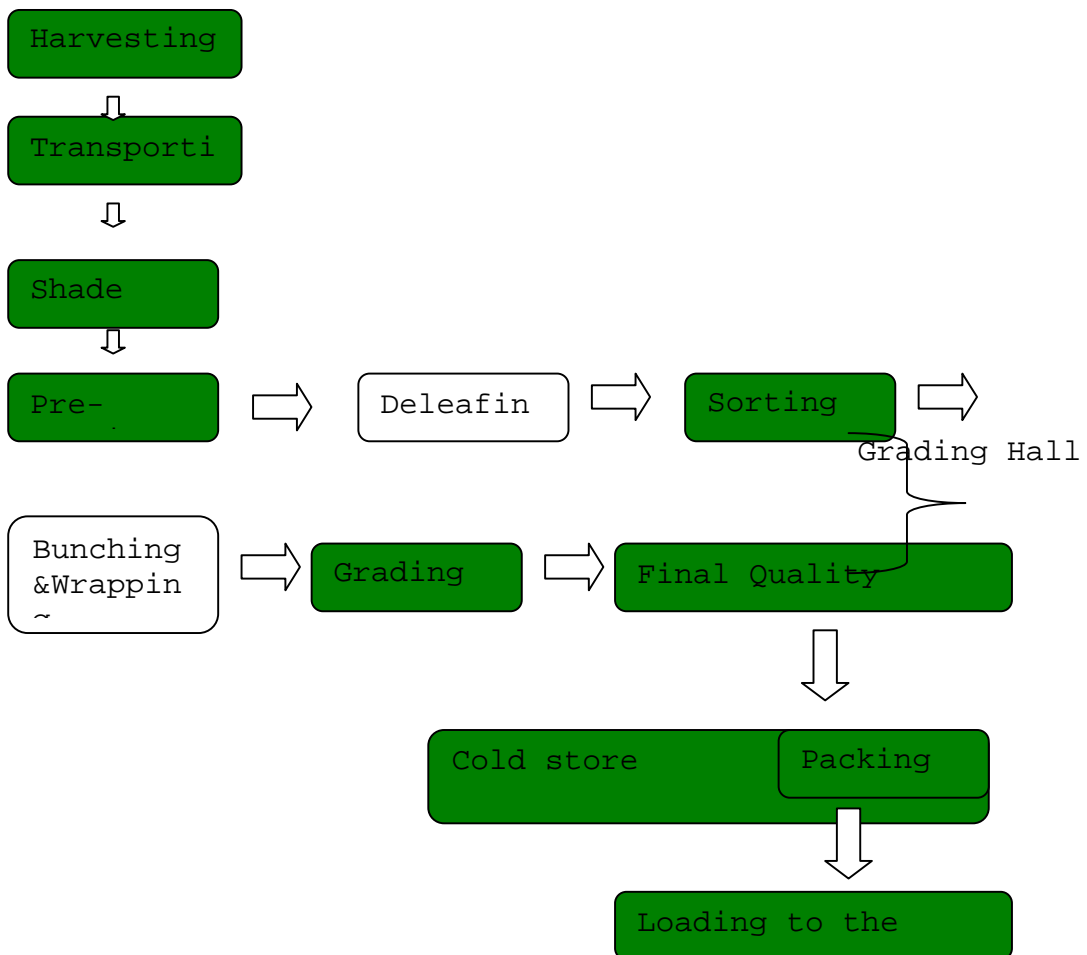 Harvesting
Transporti
Shade
Pre-
Deleafin
Sorting
Grading Hall
Bunching
&Wrappin
Grading
Final Quality
Cold store
Packing
Loading to the